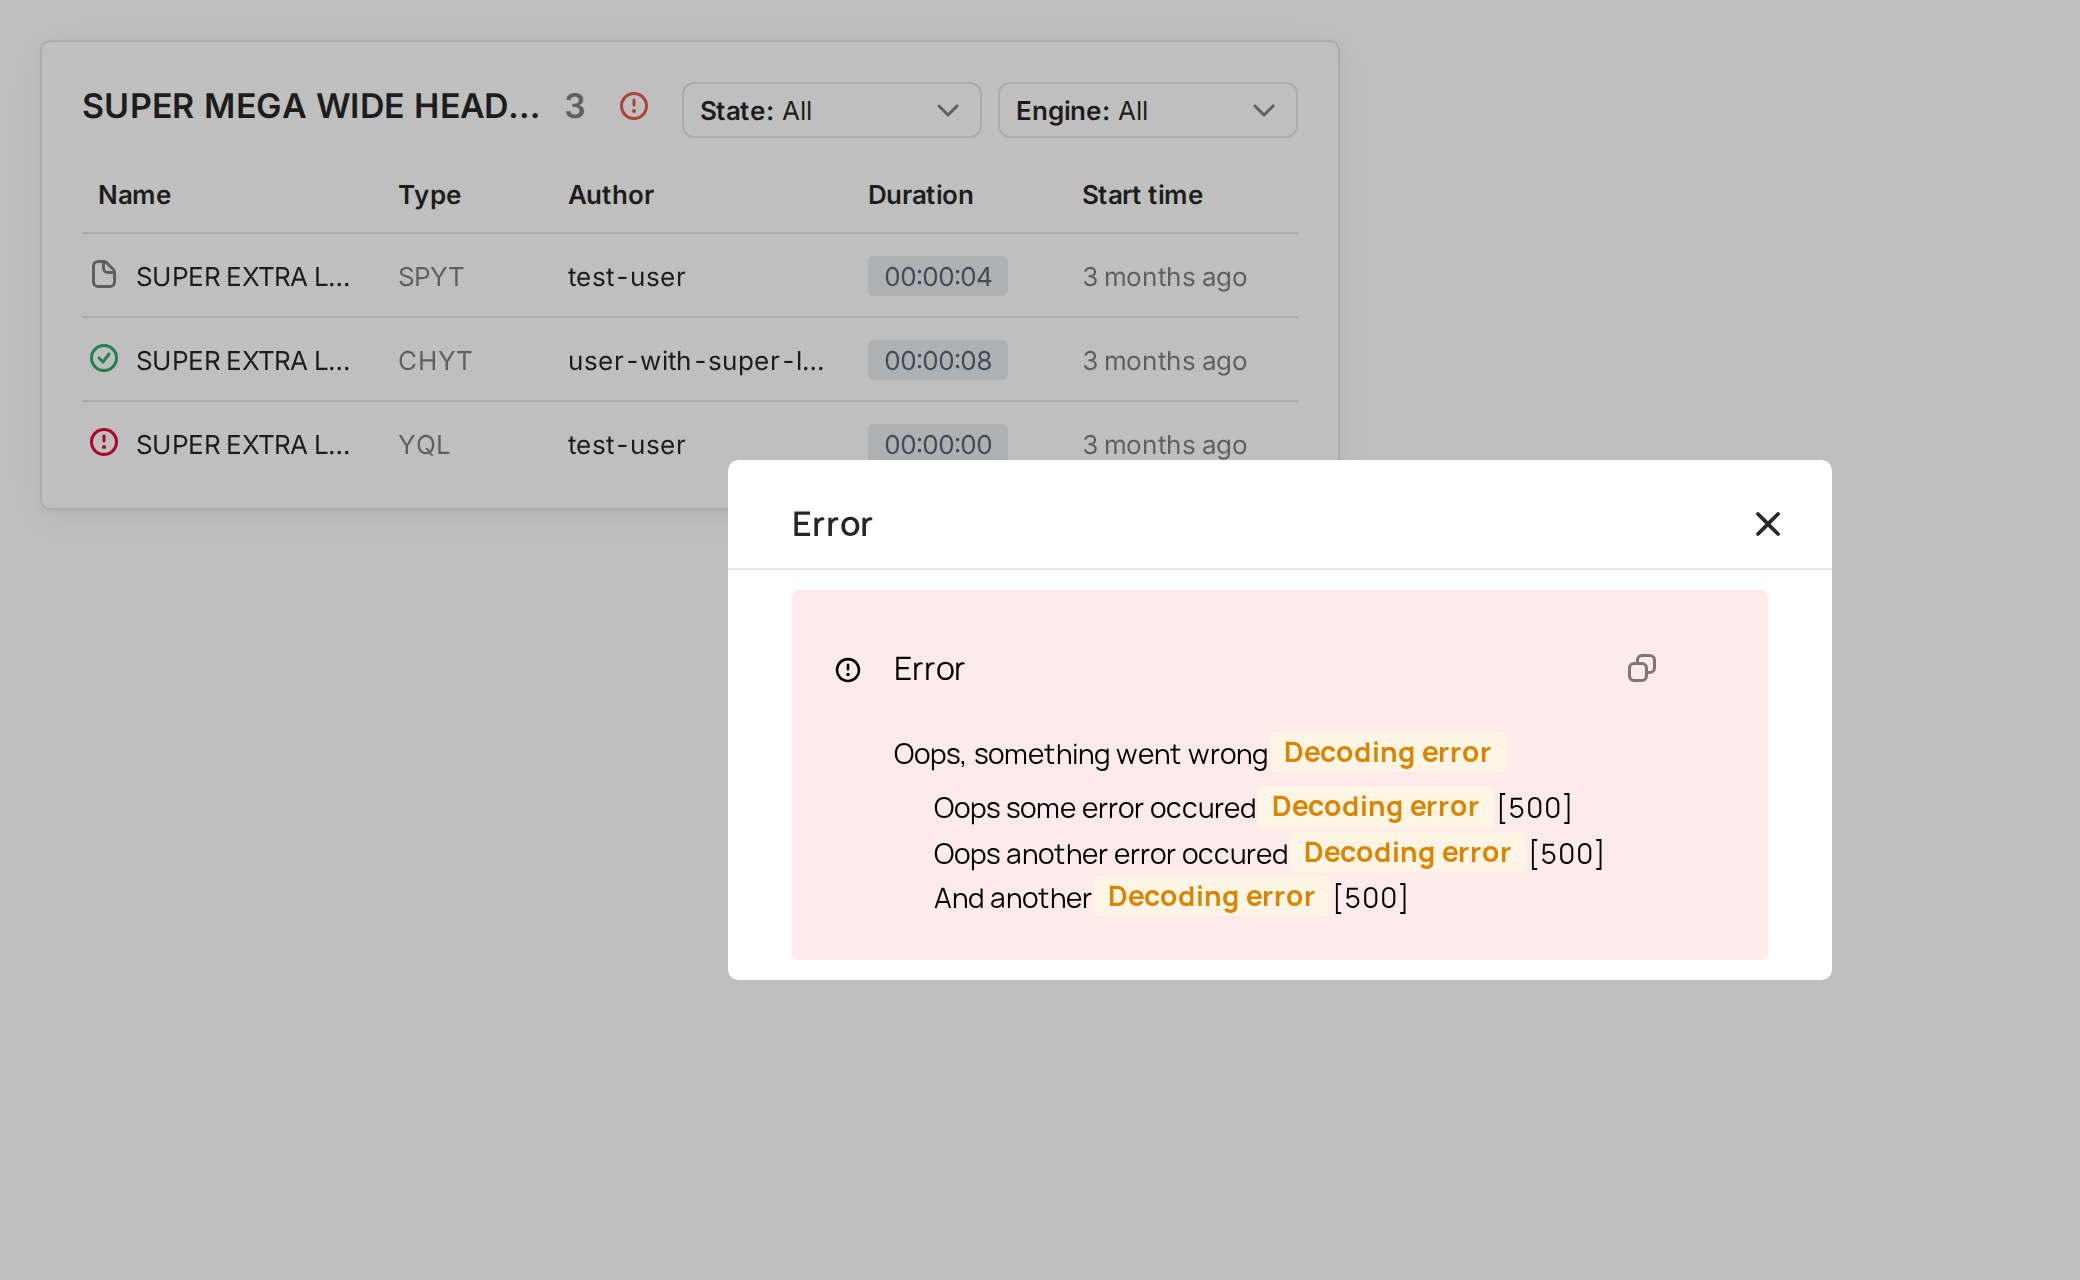 SUPER MEGA WIDE HEAD... 3 State: All Engine: All
Name Type Author Duration Start time
SUPER EXTRA L... SPYT test-user 00:00:04 3 months ago
SUPER EXTRA L... CHYT user-with-super-l... 00:00:08 3 months ago
SUPER EXTRA L... YQL test-user 00:00:00 3 months ago
Error
Error
Oops, something went wrong Decoding error
Oops some error occured Decoding error [500]
Oops another error occured Decoding error [500]
And another Decoding error [500]